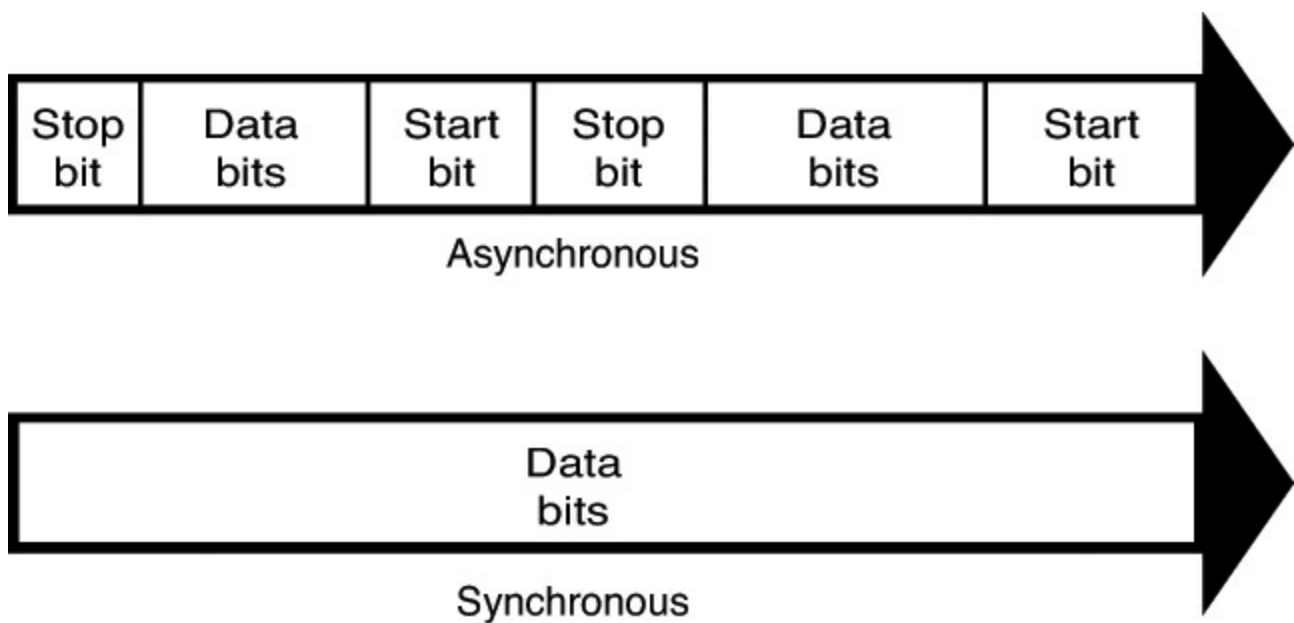 Stop
bit
Data
bits
Start
bit
Stop
bit
Data
bits
Start
bit
Asynchronous
Data
bits
Synchronous